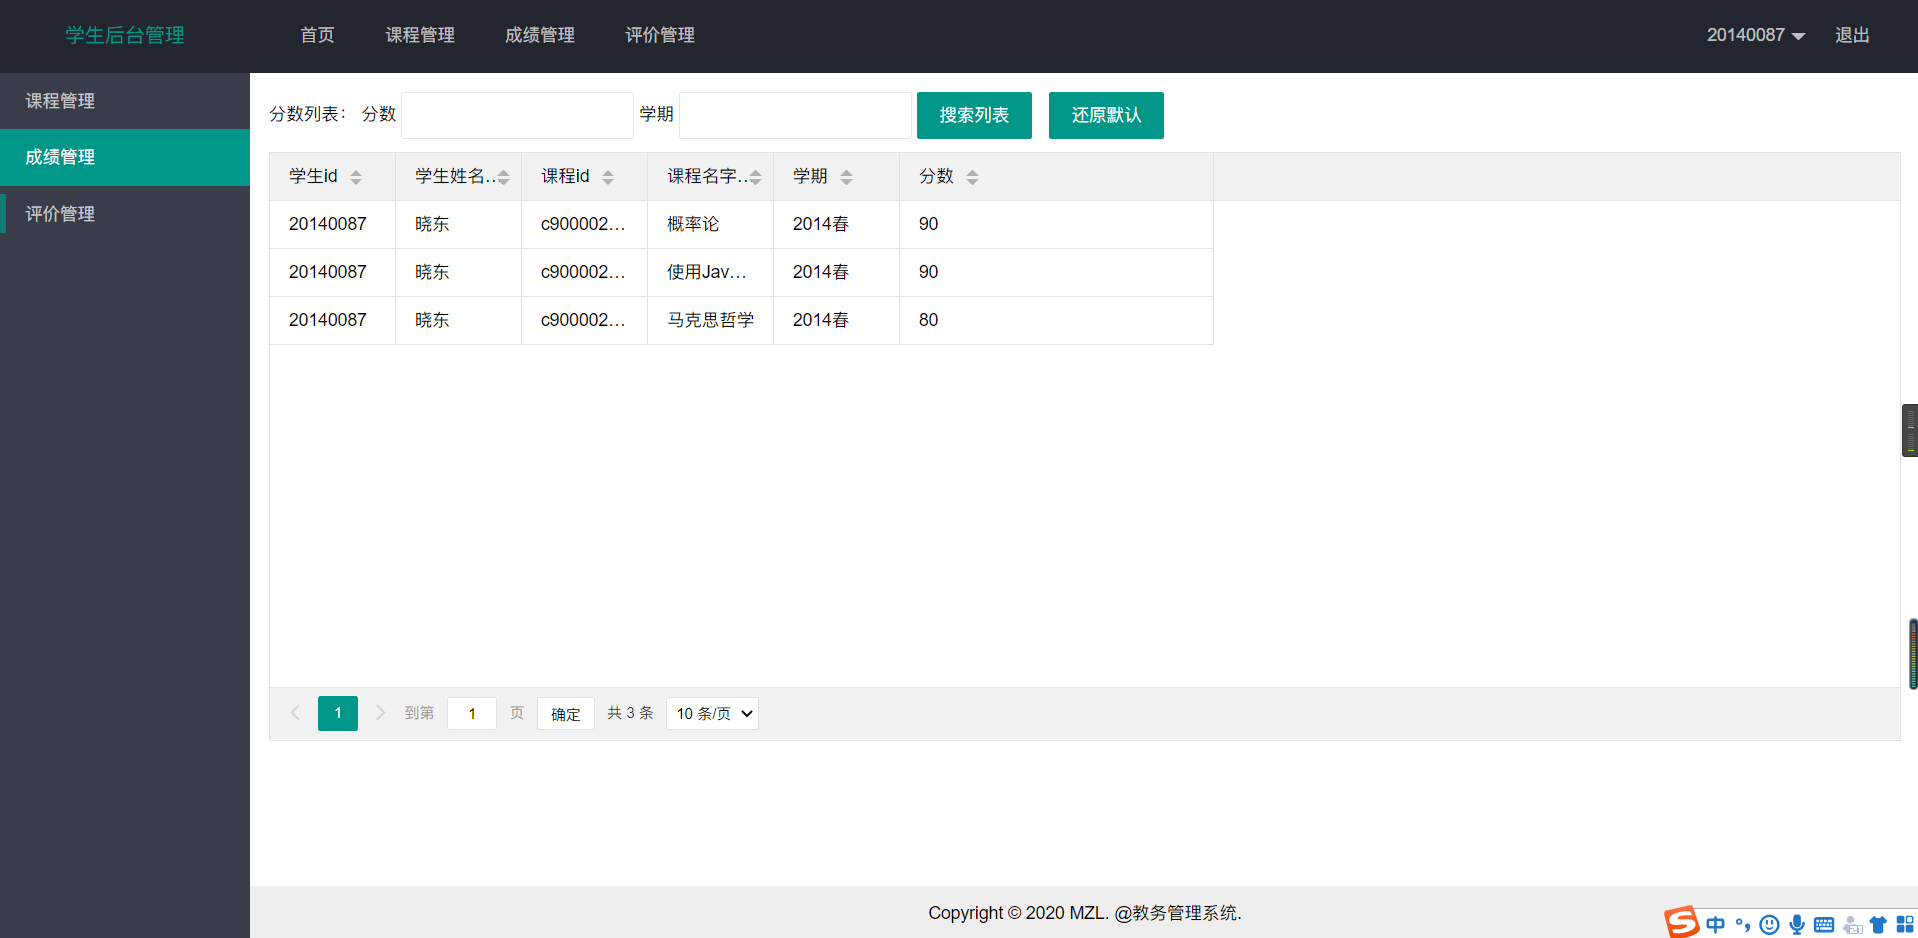 学生后台管理 首页 课程管理 成绩管理 评价管理 20140087 退出
课程管理
成绩管理
评价管理
分数列表： 分数 学期 搜索列表 还原默认
学生id 学生姓名... 课程id 课程名字... 学期 分数
20140087 晓东 c900002... 概率论 2014春 90
20140087 晓东 c900002... 使用Jav... 2014春 90
20140087 晓东 c900002... 马克思哲学 2014春 80
1 到第 1 页 确定 共 3 条 10 条/页
Copyright © 2020 MZL. @教务管理系统.
S 中